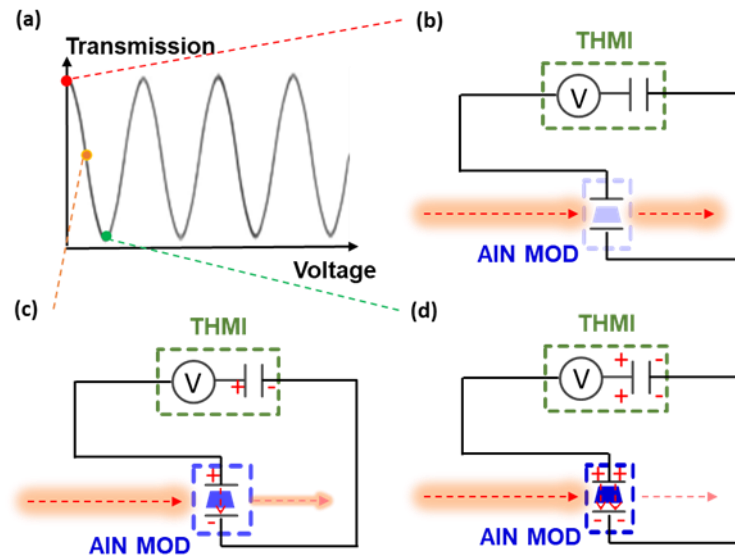 (a)
Transmission
Voltage
(b)
THMI
V
AlN MOD
(c)
THMI
V
+ -
+
-
AlN MOD
(d)
THMI
V
+ -
+ -
+ +
- -
AlN MOD